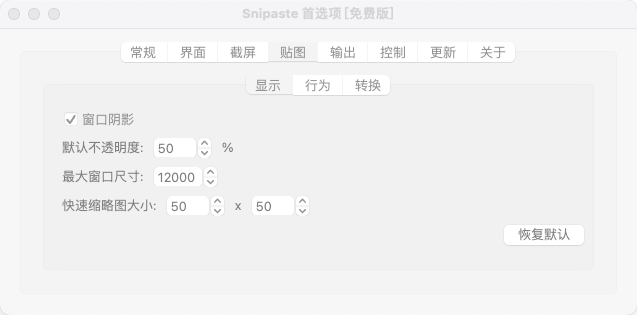 Snipaste 首选项 [免费版]
常规 界面 截屏 贴图 输出 控制 更新 关于
显示 行为 转换
窗口阴影
默认不透明度: 50 %
最大窗口尺寸: 12000
快速缩略图大小: 50 x 50
恢复默认